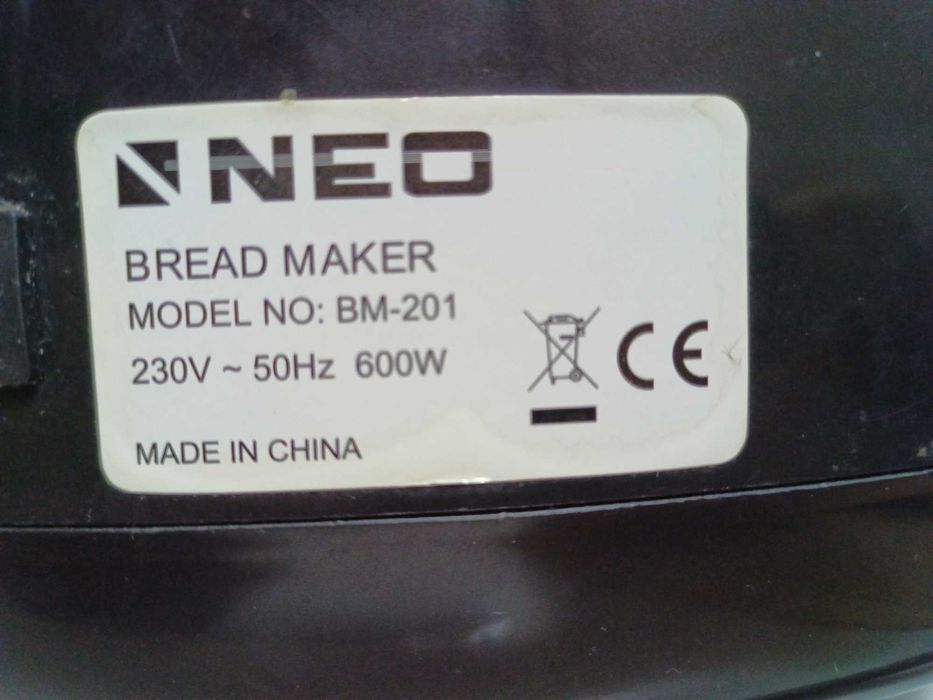 NEO
BREAD MAKER
MODEL NO: BM-201
230V ~ 50Hz 600W
CE
MADE IN CHINA